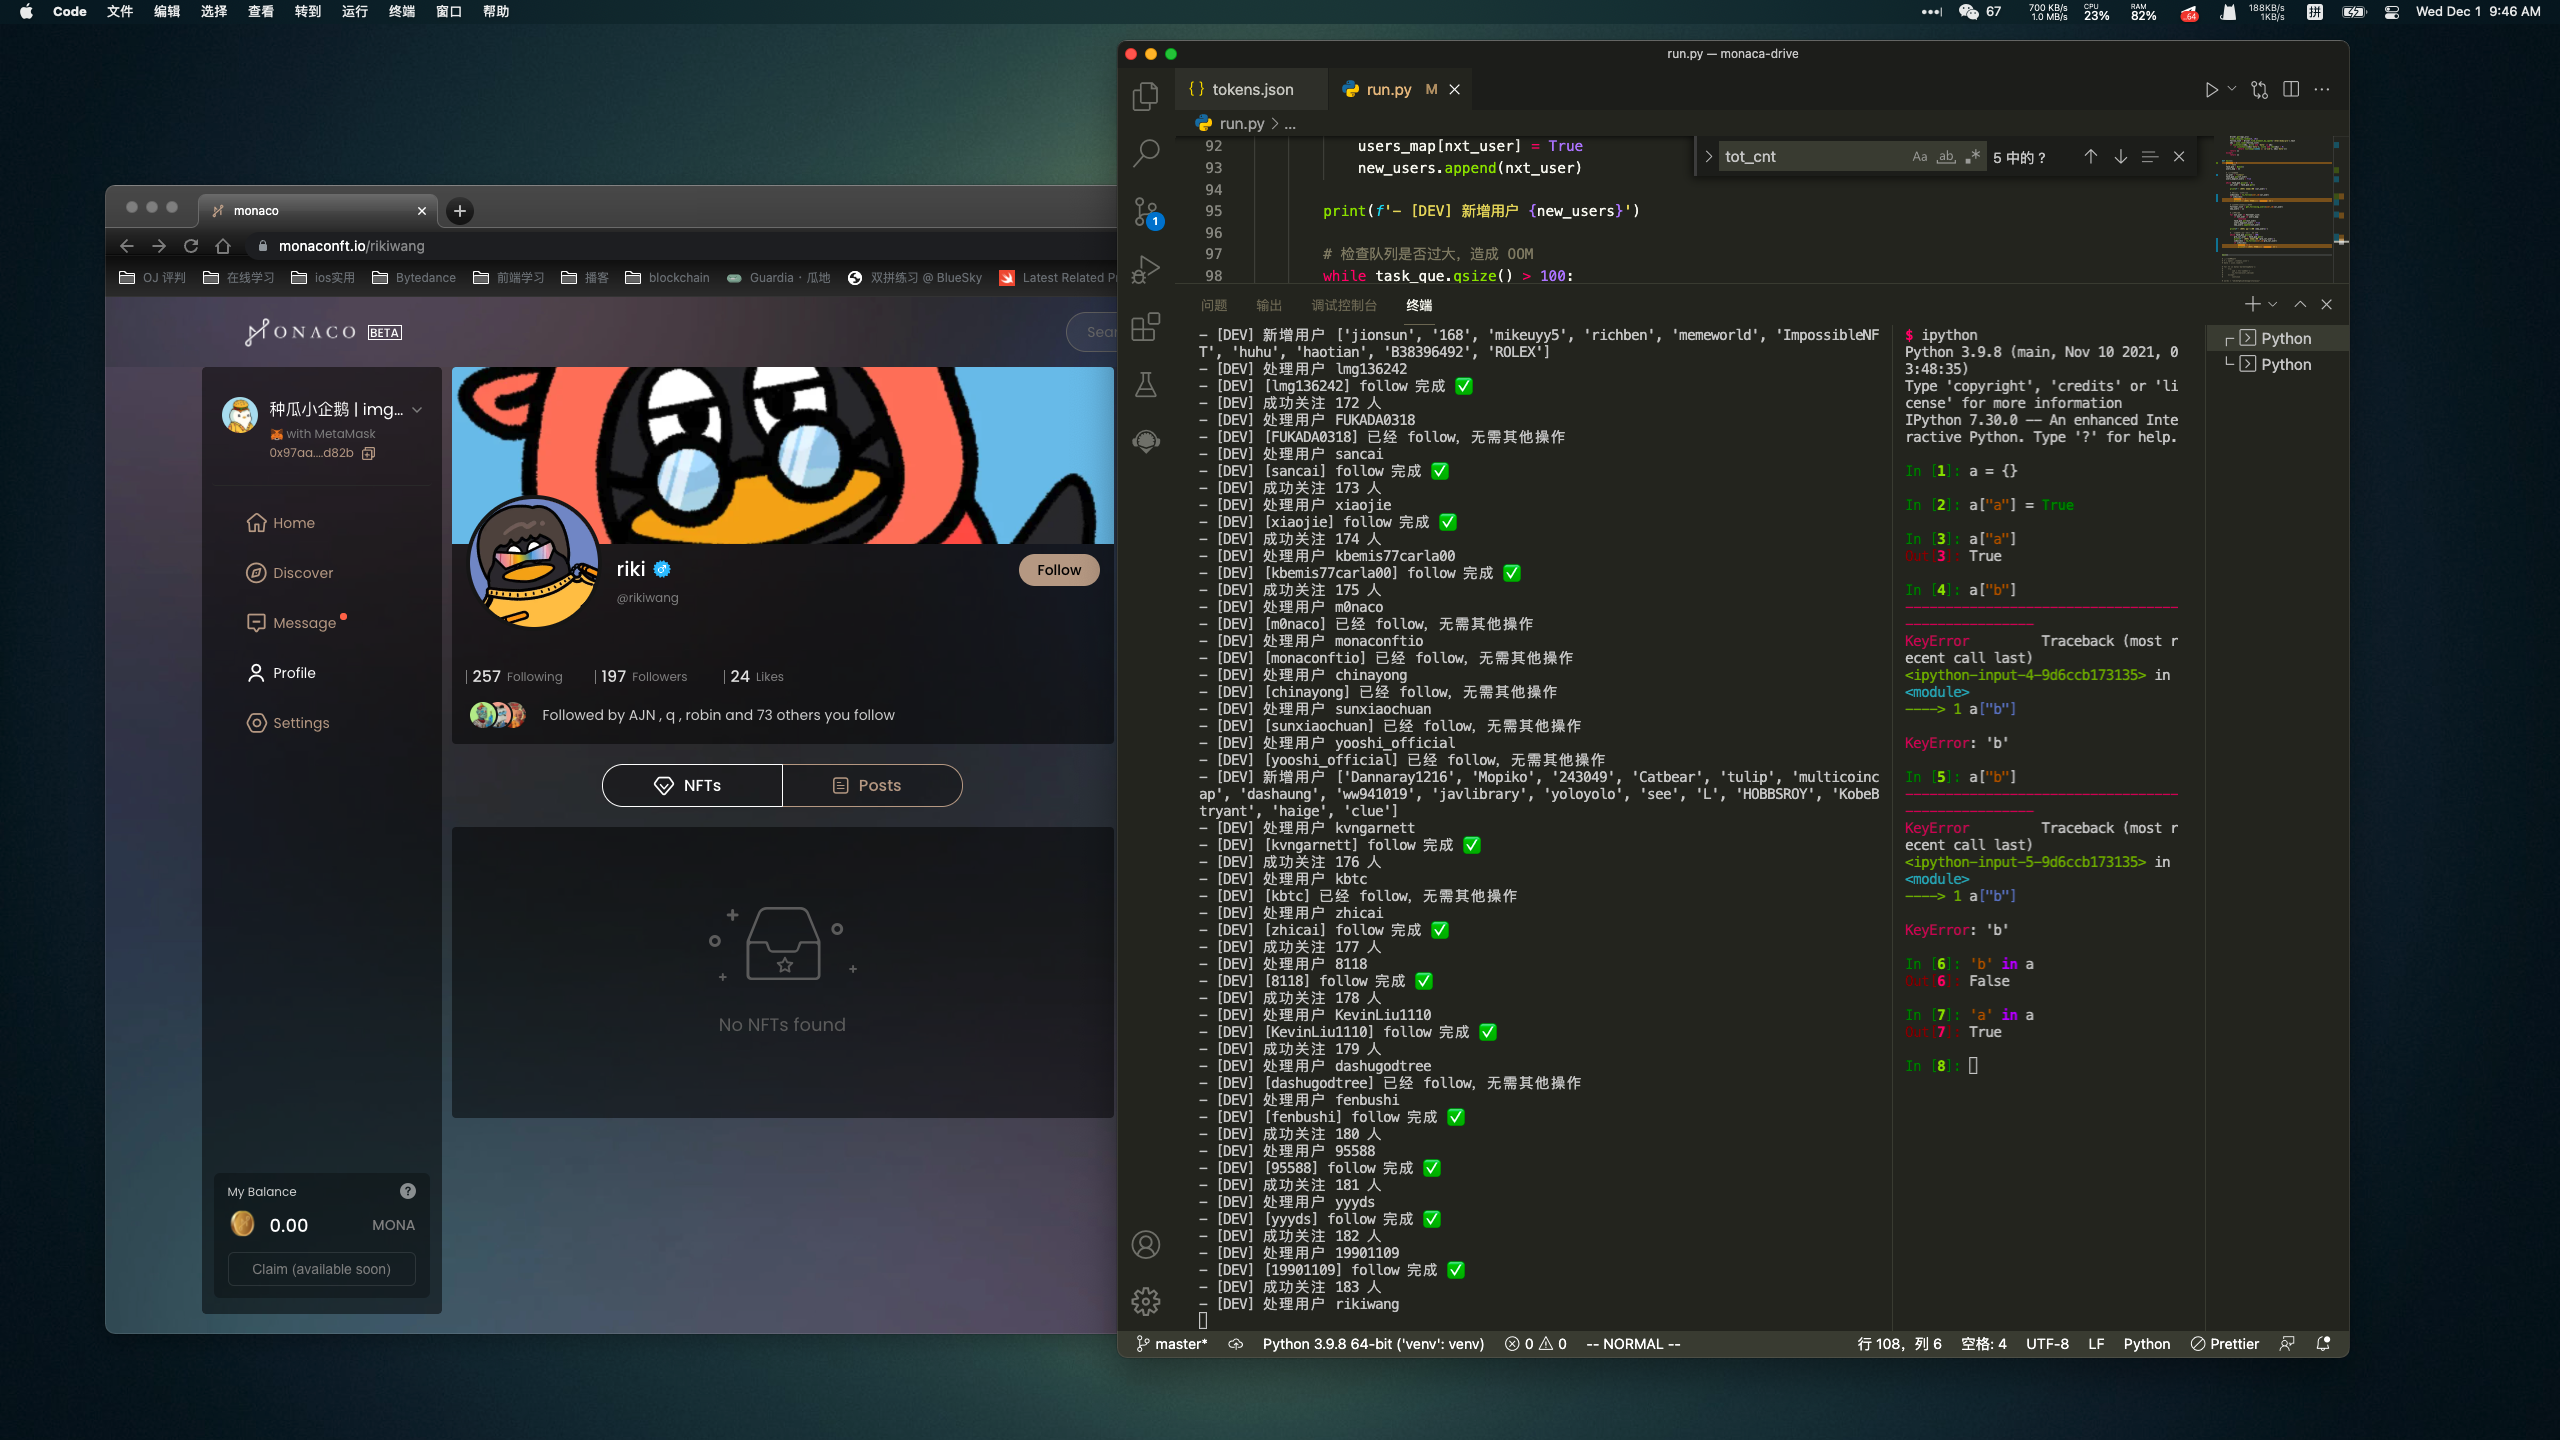 Code 文件 编辑 选择 查看 转到 运行 终端 窗口 帮助
67 700 KB/s 1.0 MB/s CPU 23% RAM 82% 64 188KB/s 1KB/s 拼 Wed Dec 1 9:46 AM
monaco
monaconft.io/rikiwang
OJ 评判 在线学习 ios实用 Bytedance 前端学习 播客 blockchain Guardia · 瓜地 双拼练习 @ BlueSky Latest Related P
MONACO BETA
Sear
种瓜小企鹅 | img...
with MetaMask
0x97aa....d82b
Home
Discover
Message
Profile
Settings
My Balance ?
0.00 MONA
Claim (available soon)
riki
@rikiwang
Follow
257 Following 197 Followers 24 Likes
Followed by AJN , q , robin and 73 others you follow
NFTs Posts
No NFTs found
run.py — monaca-drive
tokens.json run.py M
run.py > ...
92 users_map[nxt_user] = True
93 new_users.append(nxt_user)
94
95 print(f'- [DEV] 新增用户 {new_users}')
96
97 # 检查队列是否过大，造成 OOM
98 while task_que.qsize() > 100:
tot_cnt Aa ab .* 5 中的 ?
问题 输出 调试控制台 终端
- [DEV] 新增用户 ['jionsun', '168', 'mikeuyy5', 'richben', 'memeworld', 'ImpossibleNF
T', 'huhu', 'haotian', 'B38396492', 'ROLEX']
- [DEV] 处理用户 lmg136242
- [DEV] [lmg136242] follow 完成 ✅
- [DEV] 成功关注 172 人
- [DEV] 处理用户 FUKADA0318
- [DEV] [FUKADA0318] 已经 follow，无需其他操作
- [DEV] 处理用户 sancai
- [DEV] [sancai] follow 完成 ✅
- [DEV] 成功关注 173 人
- [DEV] 处理用户 xiaojie
- [DEV] [xiaojie] follow 完成 ✅
- [DEV] 成功关注 174 人
- [DEV] 处理用户 kbemis77carla00
- [DEV] [kbemis77carla00] follow 完成 ✅
- [DEV] 成功关注 175 人
- [DEV] 处理用户 m0naco
- [DEV] [m0naco] 已经 follow，无需其他操作
- [DEV] 处理用户 monaconftio
- [DEV] [monaconftio] 已经 follow，无需其他操作
- [DEV] 处理用户 chinayong
- [DEV] [chinayong] 已经 follow，无需其他操作
- [DEV] 处理用户 sunxiaochuan
- [DEV] [sunxiaochuan] 已经 follow，无需其他操作
- [DEV] 处理用户 yooshi_official
- [DEV] [yooshi_official] 已经 follow，无需其他操作
- [DEV] 新增用户 ['Dannaray1216', 'Mopiko', '243049', 'Catbear', 'tulip', 'multicoinc
ap', 'dashaung', 'ww941019', 'javlibrary', 'yoloyolo', 'see', 'L', 'HOBBSROY', 'KobeB
tryant', 'haige', 'clue']
- [DEV] 处理用户 kvngarnett
- [DEV] [kvngarnett] follow 完成 ✅
- [DEV] 成功关注 176 人
- [DEV] 处理用户 kbtc
- [DEV] [kbtc] 已经 follow，无需其他操作
- [DEV] 处理用户 zhicai
- [DEV] [zhicai] follow 完成 ✅
- [DEV] 成功关注 177 人
- [DEV] 处理用户 8118
- [DEV] [8118] follow 完成 ✅
- [DEV] 成功关注 178 人
- [DEV] 处理用户 KevinLiu1110
- [DEV] [KevinLiu1110] follow 完成 ✅
- [DEV] 成功关注 179 人
- [DEV] 处理用户 dashugodtree
- [DEV] [dashugodtree] 已经 follow，无需其他操作
- [DEV] 处理用户 fenbushi
- [DEV] [fenbushi] follow 完成 ✅
- [DEV] 成功关注 180 人
- [DEV] 处理用户 95588
- [DEV] [95588] follow 完成 ✅
- [DEV] 成功关注 181 人
- [DEV] 处理用户 yyyds
- [DEV] [yyyds] follow 完成 ✅
- [DEV] 成功关注 182 人
- [DEV] 处理用户 19901109
- [DEV] [19901109] follow 完成 ✅
- [DEV] 成功关注 183 人
- [DEV] 处理用户 rikiwang
$ ipython
Python 3.9.8 (main, Nov 10 2021, 0
3:48:35)
Type 'copyright', 'credits' or 'li
cense' for more information
IPython 7.30.0 -- An enhanced Inte
ractive Python. Type '?' for help.
In [1]: a = {}
In [2]: a["a"] = True
In [3]: a["a"]
Out[3]: True
In [4]: a["b"]
KeyError Traceback (most r
ecent call last)
<ipython-input-4-9d6ccb173135> in
<module>
----> 1 a["b"]
KeyError: 'b'
In [5]: a["b"]
KeyError Traceback (most r
ecent call last)
<ipython-input-5-9d6ccb173135> in
<module>
----> 1 a["b"]
KeyError: 'b'
In [6]: 'b' in a
Out[6]: False
In [7]: 'a' in a
Out[7]: True
In [8]:
Python
Python
1
master* Python 3.9.8 64-bit ('venv': venv) 0 0 -- NORMAL -- 行 108，列 6 空格: 4 UTF-8 LF Python Prettier